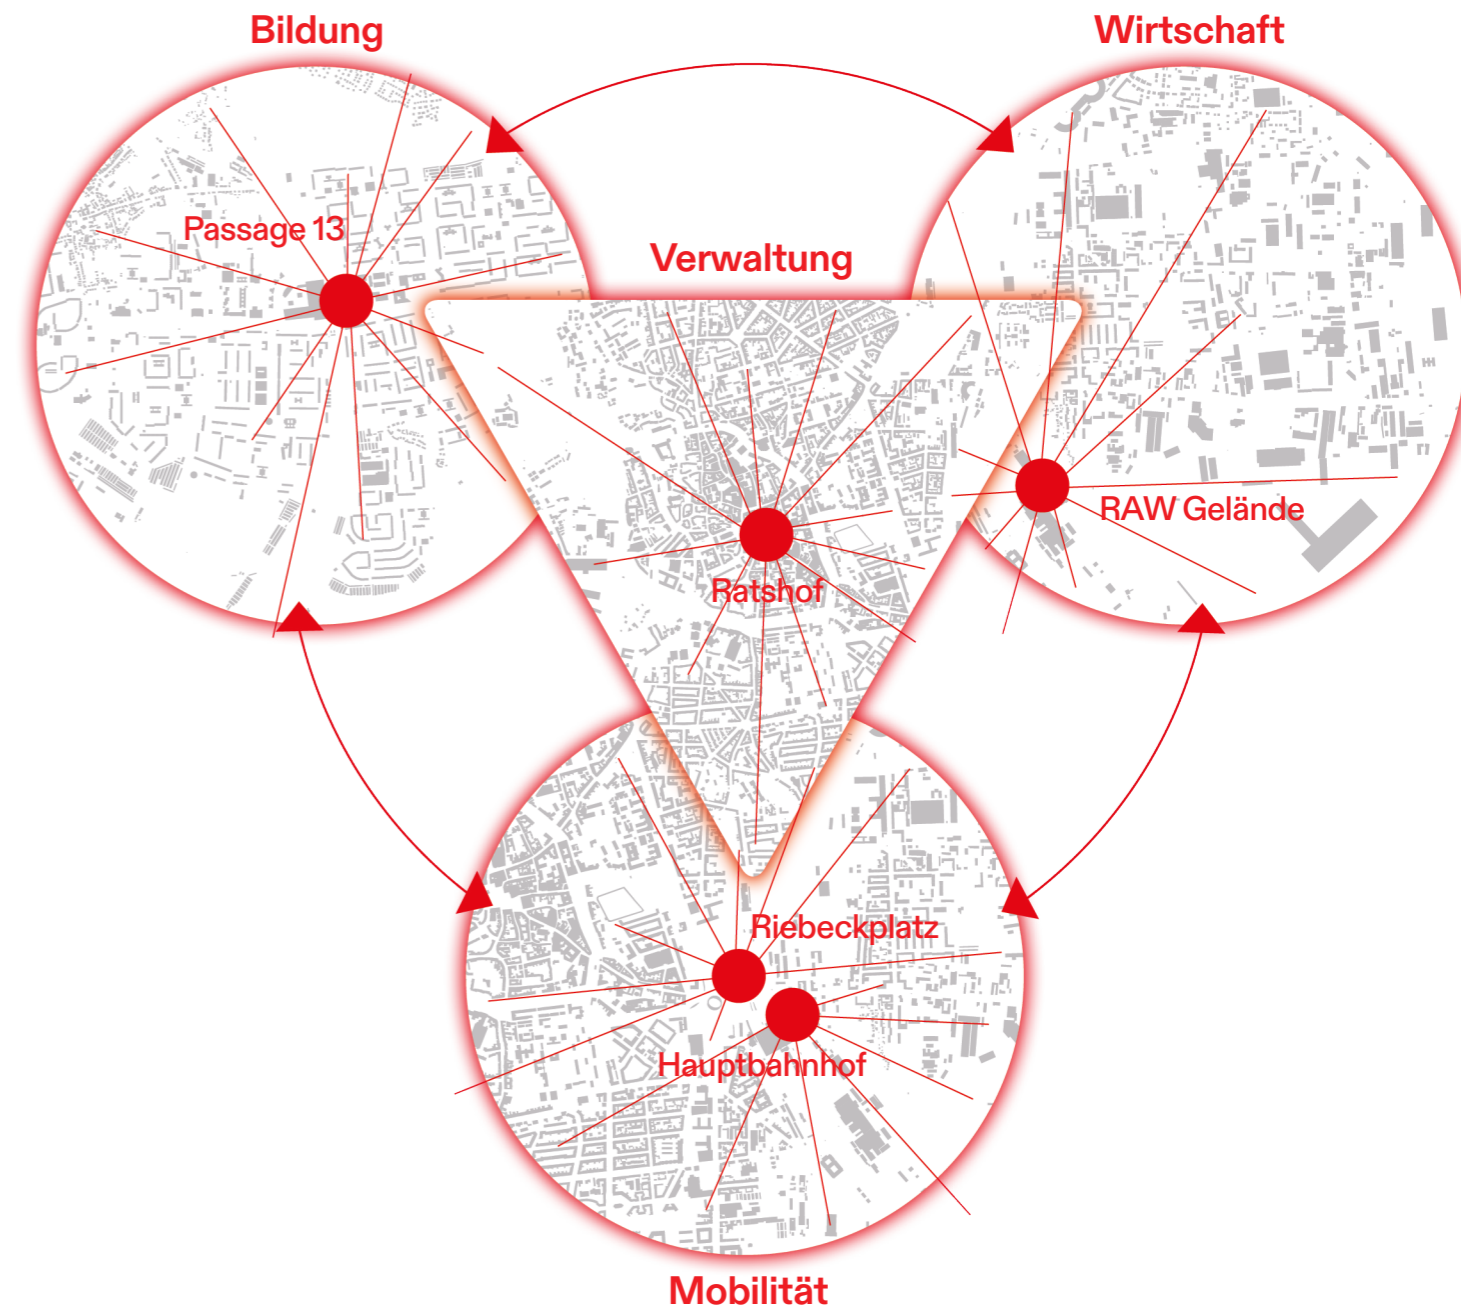 Bildung
Wirtschaft
Passage 13
Verwaltung
RAW Gelände
Ratshof
Riebeckplatz
Hauptbahnhof
Mobilität